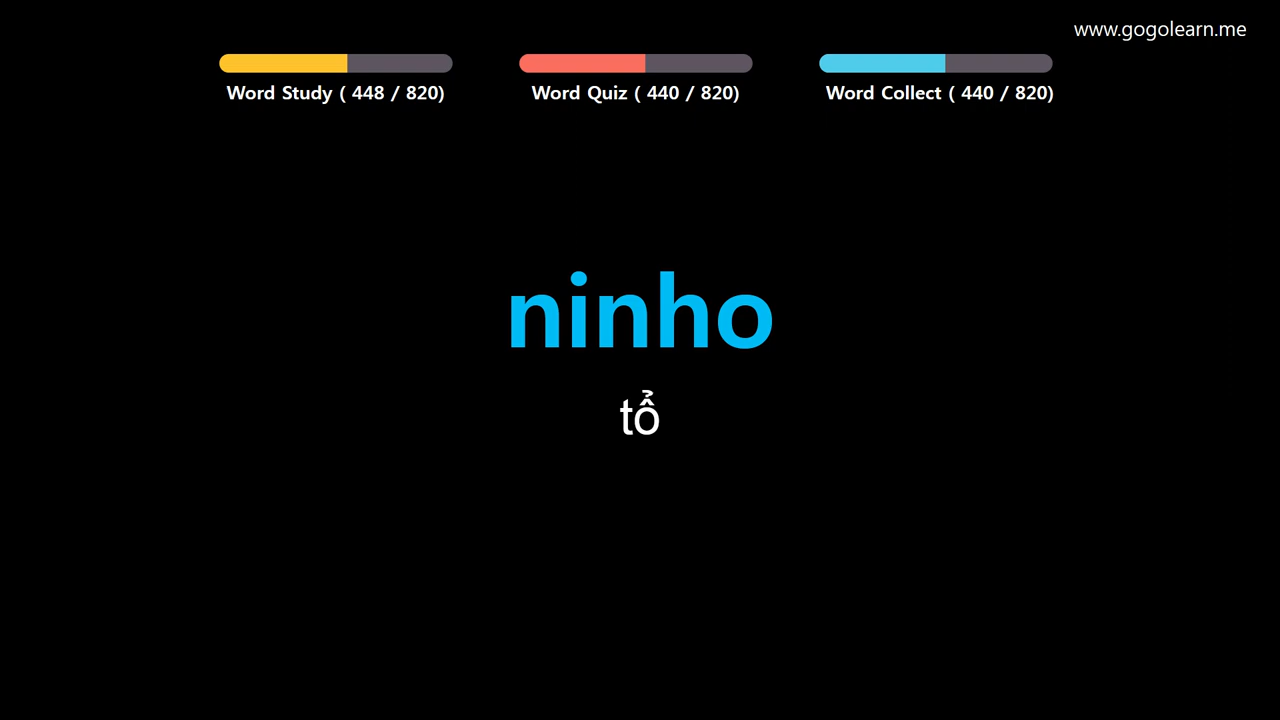 www.gogolearn.me
Word Study ( 448 / 820)
Word Quiz ( 440 / 820)
Word Collect ( 440 / 820)
ninho
tổ